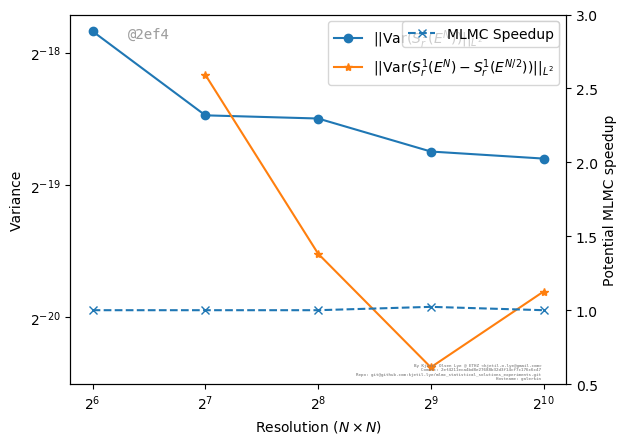 @2ef4
MLMC Speedup
||Var(S_r^1(E^N))||_{L^2}
||Var(S_r^1(E^N) − S_r^1(E^{N/2}))||_{L^2}
Variance
2^{−18}
2^{−19}
2^{−20}
Potential MLMC speedup
3.0
2.5
2.0
1.5
1.0
0.5
2^6
2^7
2^8
2^9
2^{10}
Resolution (N × N)